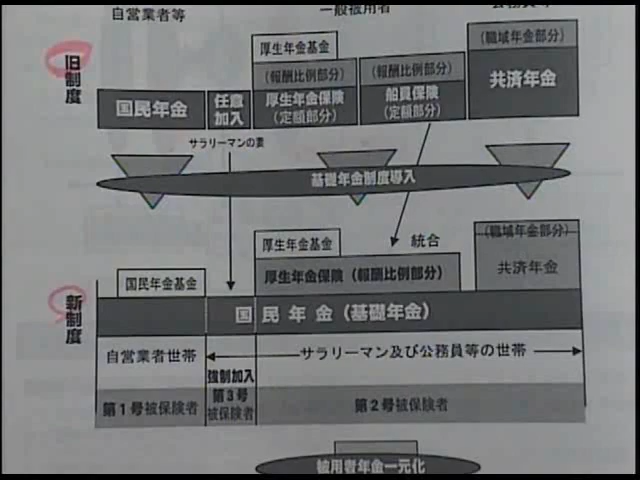 自営業者等
一般被用者
旧制度
厚生年金基金
(職域年金部分)
(報酬比例部分)
(報酬比例部分)
共済年金
国民年金
任意
加入
厚生年金保険
(定額部分)
船員保険
(定額部分)
サラリーマンの妻
基礎年金制度導入
新制度
厚生年金基金
統合
(職域年金部分)
国民年金基金
厚生年金保険(報酬比例部分)
共済年金
国民年金(基礎年金)
自営業者世帯
サラリーマン及び公務員等の世帯
強制加入
第1号被保険者
第3号
被保険者
第2号被保険者
被用者年金一元化